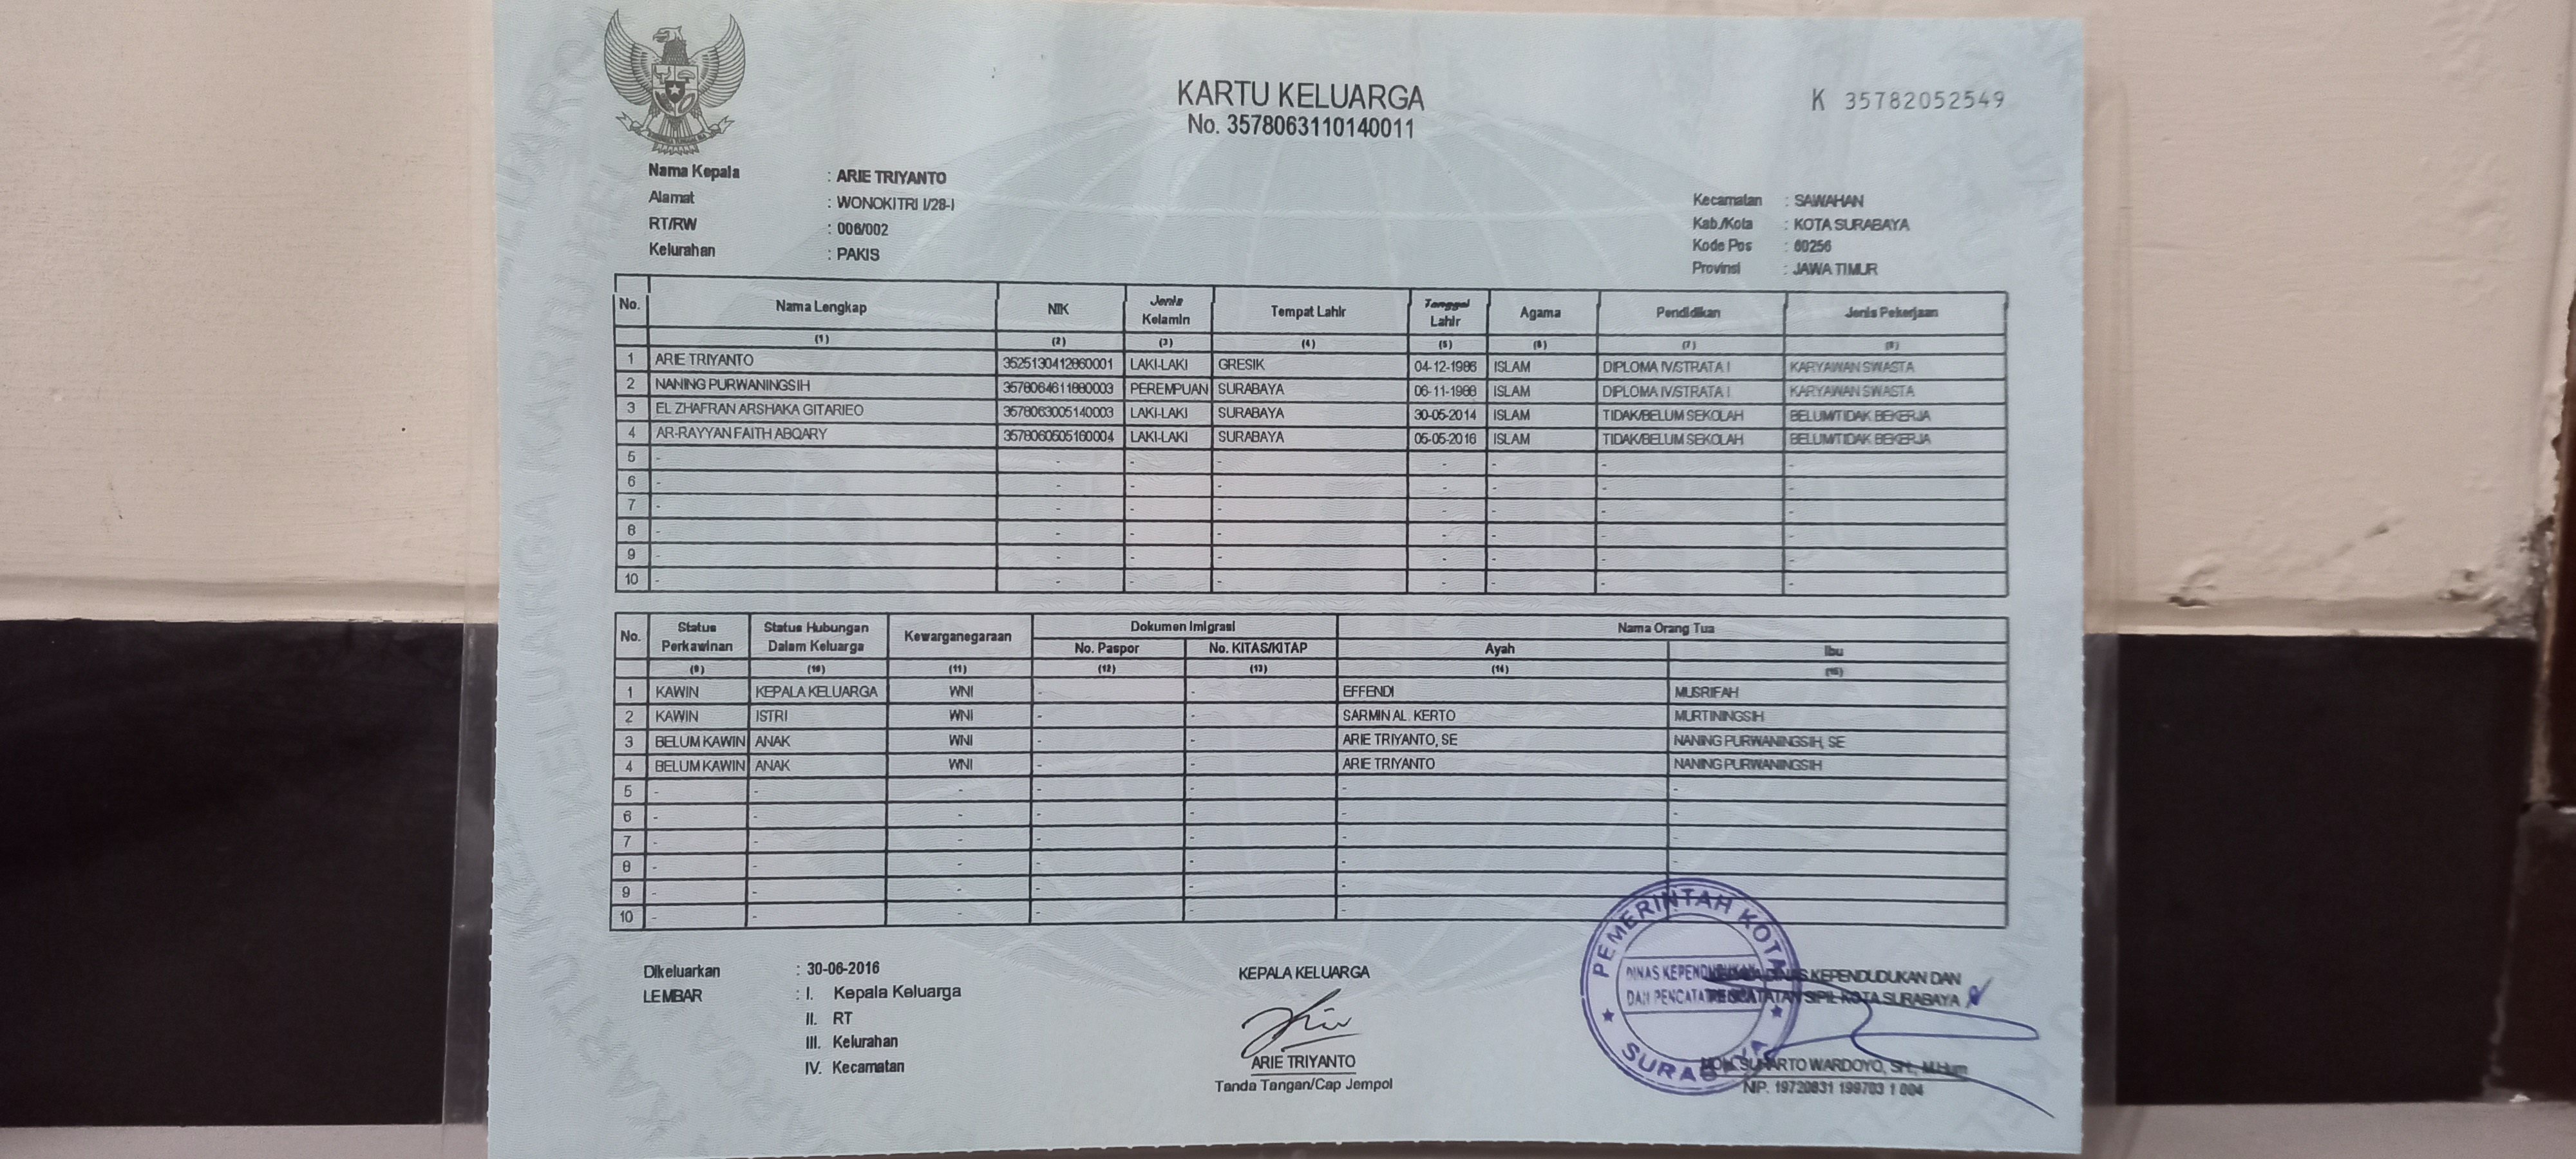 KARTU KELUARGA
No. 3578063110140011
K 35782052549
Nama Kepala : ARIE TRIYANTO
Alamat : WONOKITRI I/28-I
RT/RW : 006/002
Kelurahan : PAKIS
Kecamatan : SAWAHAN
Kab./Kota : KOTA SURABAYA
Kode Pos : 60256
Provinsi : JAWA TIMUR
No. Nama Lengkap NIK Jenis Kelamin Tempat Lahir Tanggal Lahir Agama Pendidikan Jenis Pekerjaan
(1) (2) (3) (4) (5) (6) (7) (8)
1 ARIE TRIYANTO 3525130412860001 LAKI-LAKI GRESIK 04-12-1986 ISLAM DIPLOMA IV/STRATA I KARYAWAN SWASTA
2 NANING PURWANINGSIH 3578064611880003 PEREMPUAN SURABAYA 06-11-1988 ISLAM DIPLOMA IV/STRATA I KARYAWAN SWASTA
3 EL ZHAFRAN ARSHAKA GITARIEO 3578063005140003 LAKI-LAKI SURABAYA 30-05-2014 ISLAM TIDAK/BELUM SEKOLAH BELUM/TIDAK BEKERJA
4 AR-RAYYAN FAITH ABQARY 3578060505160004 LAKI-LAKI SURABAYA 05-05-2016 ISLAM TIDAK/BELUM SEKOLAH BELUM/TIDAK BEKERJA
5 - - - - - - - -
6 - - - - - - - -
7 - - - - - - - -
8 - - - - - - - -
9 - - - - - - - -
10 - - - - - - - -
No. Status Perkawinan Status Hubungan Dalam Keluarga Kewarganegaraan Dokumen Imigrasi Nama Orang Tua
No. Paspor No. KITAS/KITAP Ayah Ibu
(9) (10) (11) (12) (13) (14) (15)
1 KAWIN KEPALA KELUARGA WNI - - EFFENDI MUSRIFAH
2 KAWIN ISTRI WNI - - SARMIN AL. KERTO MURTININGSIH
3 BELUM KAWIN ANAK WNI - - ARIE TRIYANTO, SE NANING PURWANINGSIH, SE
4 BELUM KAWIN ANAK WNI - - ARIE TRIYANTO NANING PURWANINGSIH
5 - - - - - - -
6 - - - - - - -
7 - - - - - - -
8 - - - - - - -
9 - - - - - - -
10 - - - - - -
Dikeluarkan : 30-06-2016
LEMBAR : I. Kepala Keluarga
II. RT
III. Kelurahan
IV. Kecamatan
KEPALA KELUARGA
ARIE TRIYANTO
Tanda Tangan/Cap Jempol
PEMERINTAH KOTA
DINAS KEPENDUDUKAN
DAN PENCATATAN
SURABAYA
KEPALA DINAS KEPENDUDUKAN DAN
PENCATATAN SIPIL KOTA SURABAYA
SUHARTO WARDOYO, SH., M.Hum
NIP. 19720831 199703 1 004